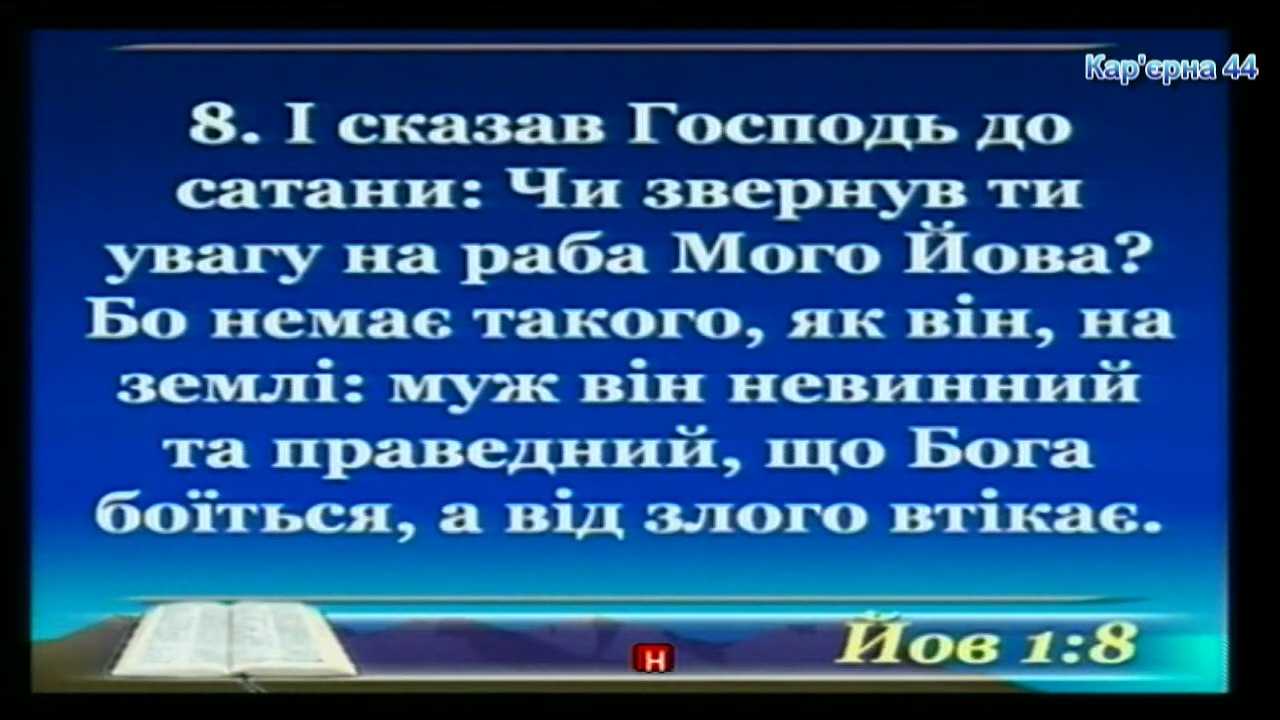 Кар'єрна 44
8. І сказав Господь до
сатани: Чи звернув ти
увагу на раба Мого Йова?
Бо немає такого, як він, на
землі: муж він невинний
та праведний, що Бога
боїться, а від злого втікає.
Йов 1:8
Н